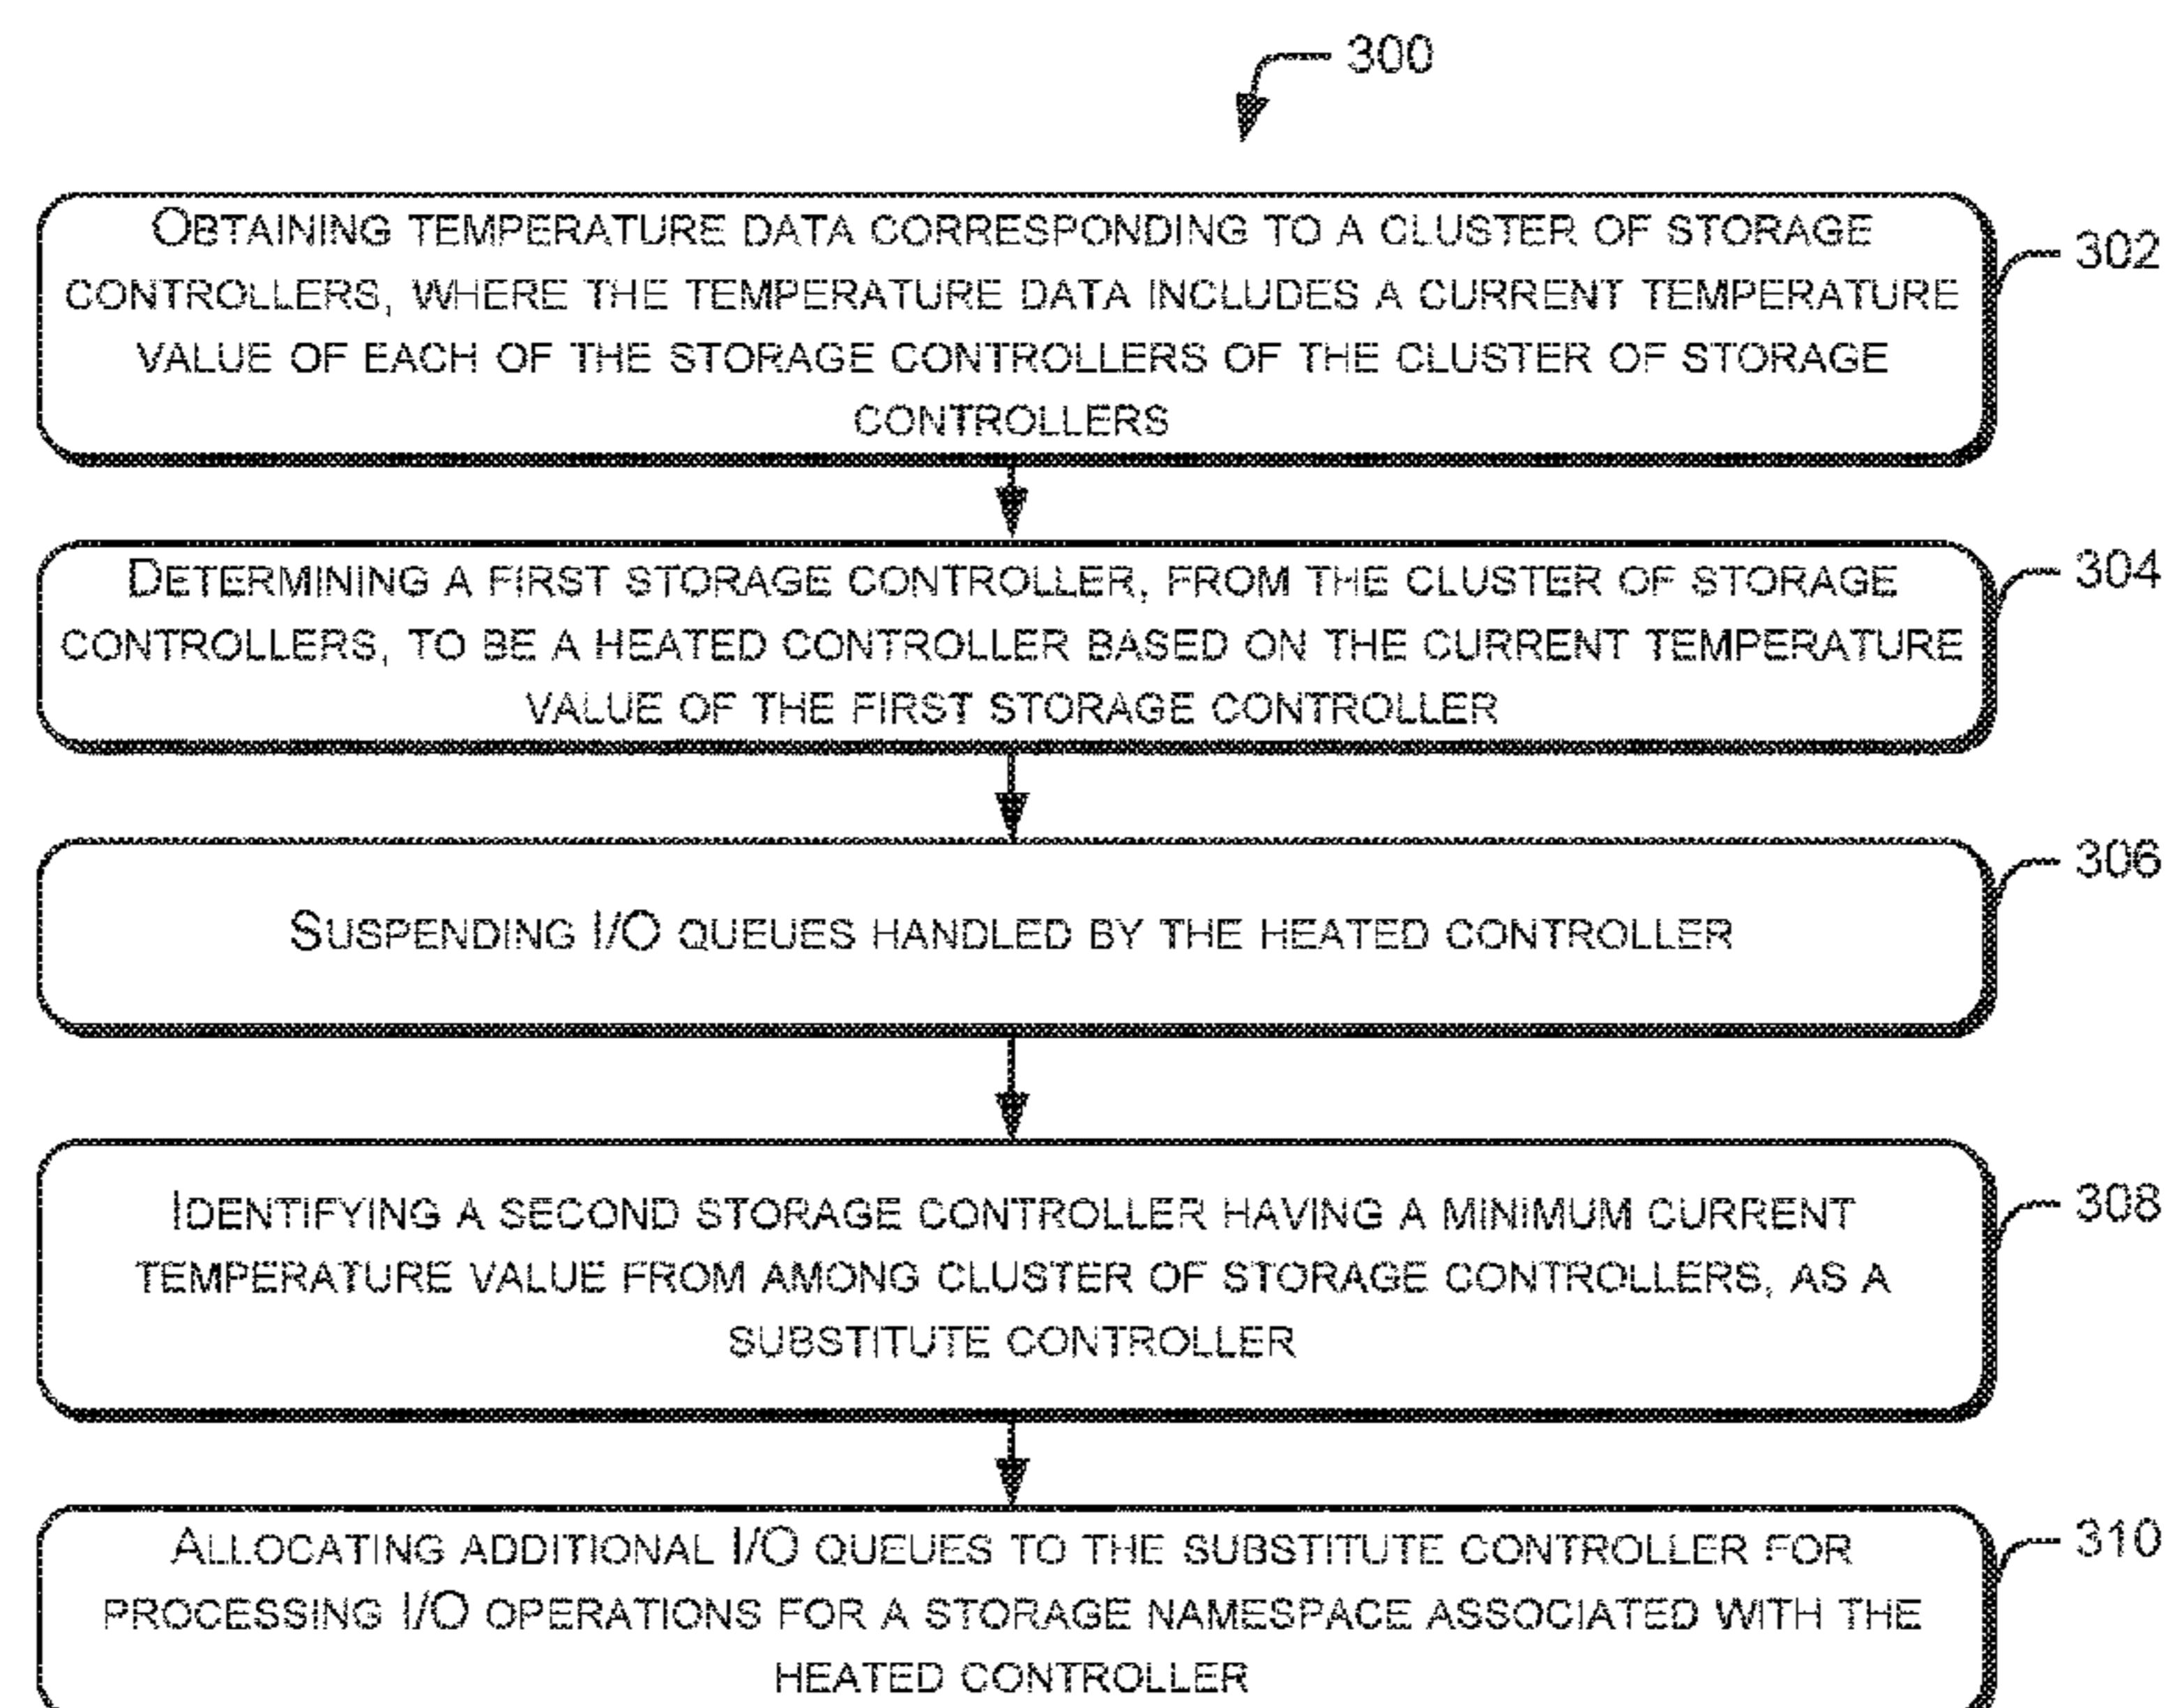 300
OBTAINING TEMPERATURE DATA CORRESPONDING TO A CLUSTER OF STORAGE
CONTROLLERS, WHERE THE TEMPERATURE DATA INCLUDES A CURRENT TEMPERATURE
VALUE OF EACH OF THE STORAGE CONTROLLERS OF THE CLUSTER OF STORAGE
CONTROLLERS
302
DETERMINING A FIRST STORAGE CONTROLLER, FROM THE CLUSTER OF STORAGE
CONTROLLERS, TO BE A HEATED CONTROLLER BASED ON THE CURRENT TEMPERATURE
VALUE OF THE FIRST STORAGE CONTROLLER
304
SUSPENDING I/O QUEUES HANDLED BY THE HEATED CONTROLLER
306
IDENTIFYING A SECOND STORAGE CONTROLLER HAVING A MINIMUM CURRENT
TEMPERATURE VALUE FROM AMONG CLUSTER OF STORAGE CONTROLLERS, AS A
SUBSTITUTE CONTROLLER
308
ALLOCATING ADDITIONAL I/O QUEUES TO THE SUBSTITUTE CONTROLLER FOR
PROCESSING I/O OPERATIONS FOR A STORAGE NAMESPACE ASSOCIATED WITH THE
HEATED CONTROLLER
310